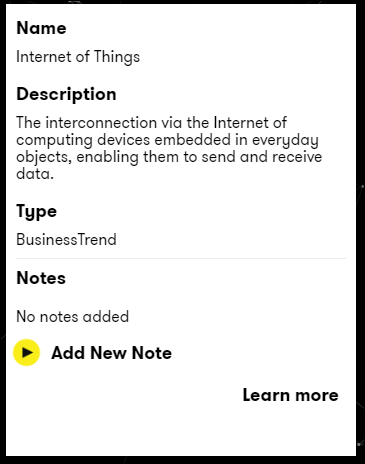 Name
Internet of Things
Description
The interconnection via the Internet of
computing devices embedded in everyday
objects, enabling them to send and receive
data.
Type
BusinessTrend
Notes
No notes added
Add New Note
Learn more